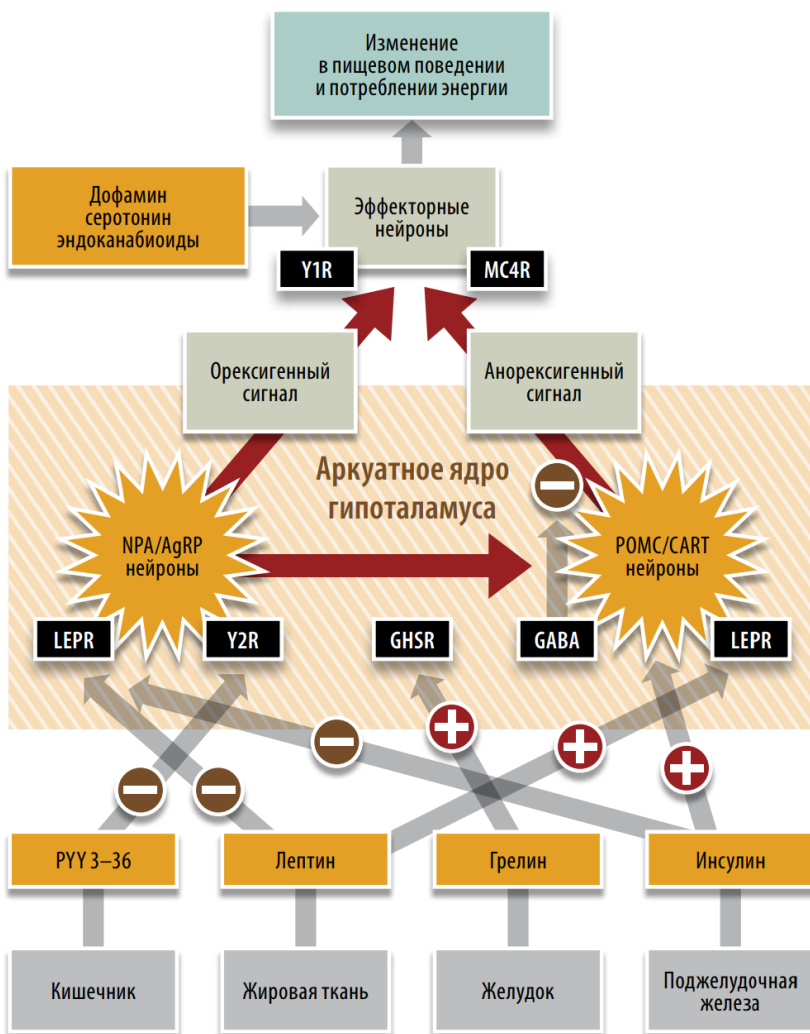 Изменение
в пищевом поведении
и потреблении энергии
Дофамин
серотонин
эндоканабиоиды
Эффекторные
нейроны
Y1R
MC4R
Орексигенный
сигнал
Анорексигенный
сигнал
Аркуатное ядро
гипоталамуса
NPA/AgRP
нейроны
POMC/CART
нейроны
LEPR
Y2R
GHSR
GABA
LEPR
PYY 3–36
Лептин
Грелин
Инсулин
Кишечник
Жировая ткань
Желудок
Поджелудочная
железа